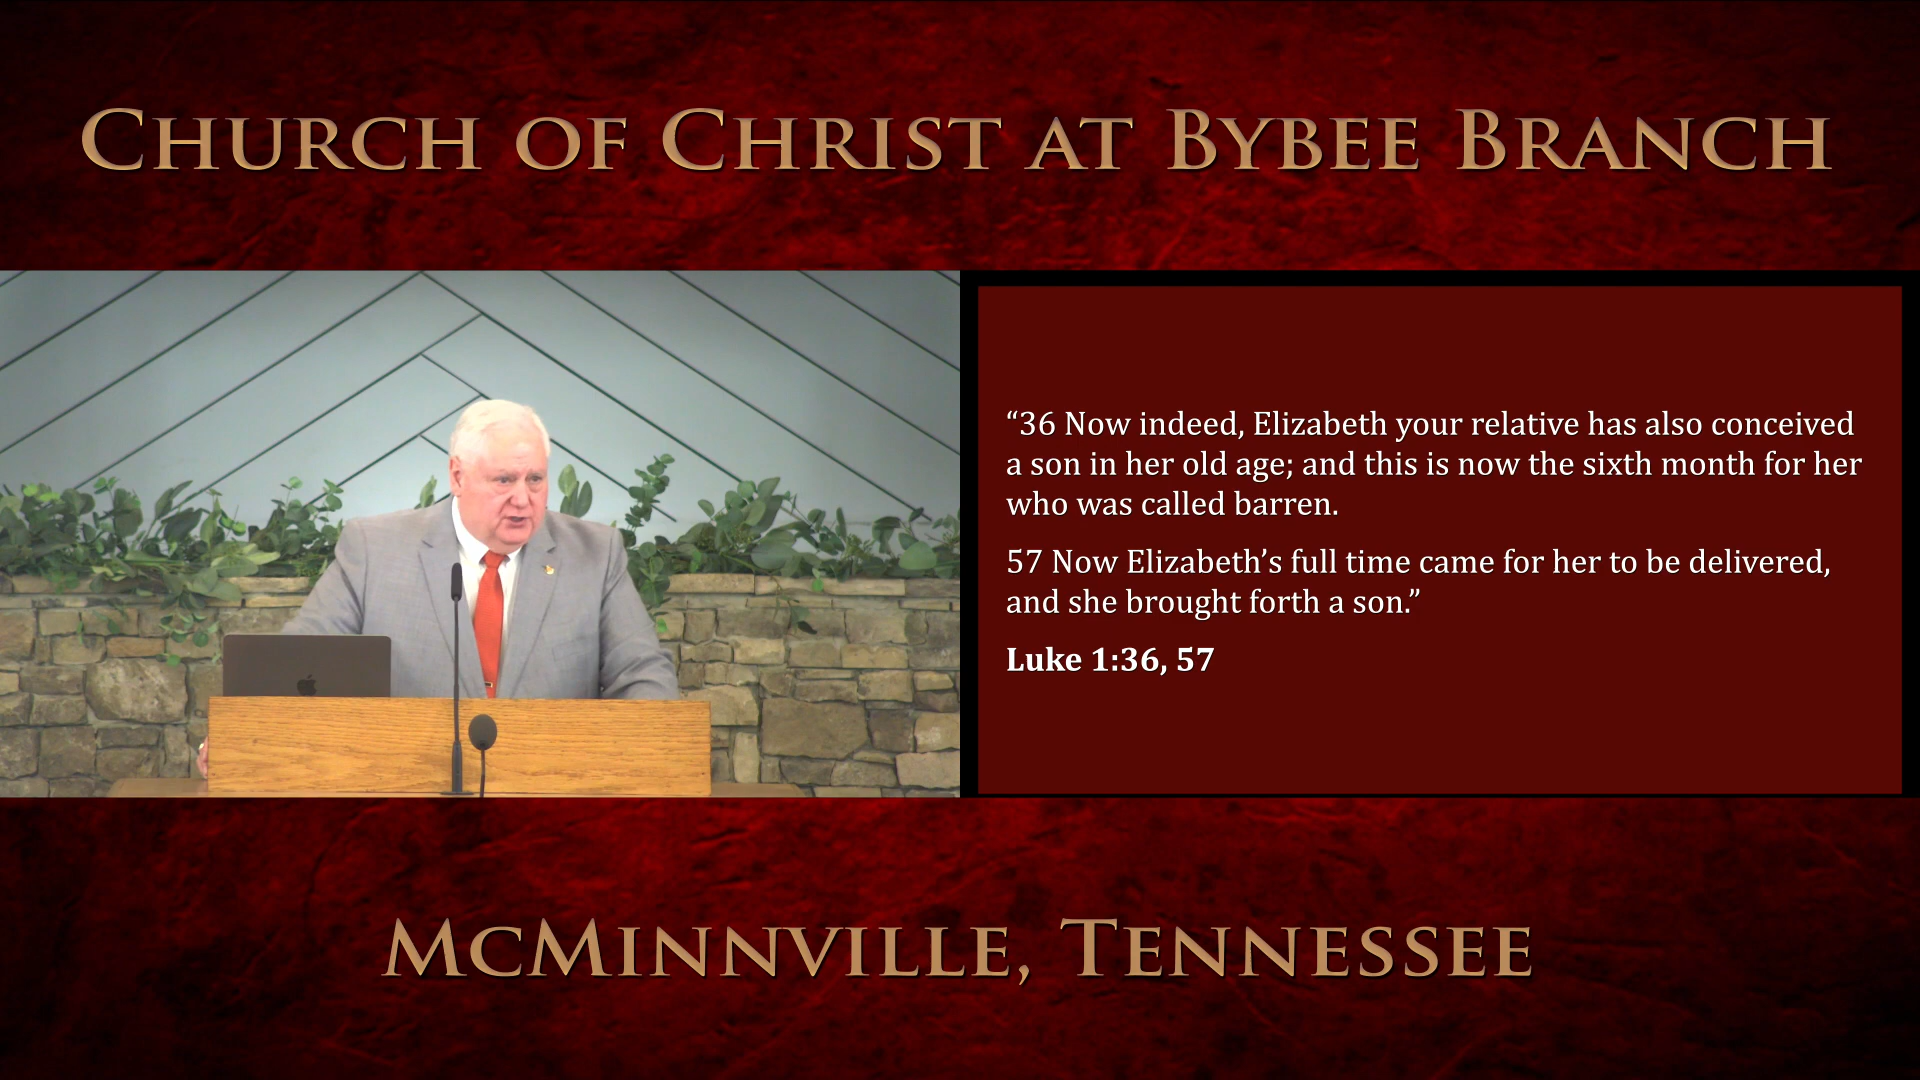 Church of Christ at Bybee Branch
“36 Now indeed, Elizabeth your relative has also conceived
a son in her old age; and this is now the sixth month for her
who was called barren.
57 Now Elizabeth’s full time came for her to be delivered,
and she brought forth a son.”
Luke 1:36, 57
McMinnville, Tennessee